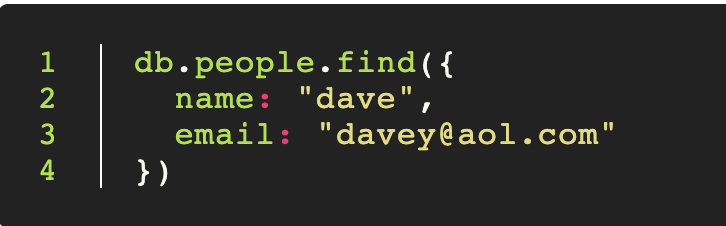 1 db.people.find({
2 name: "dave",
3 email: "davey@aol.com"
4 })